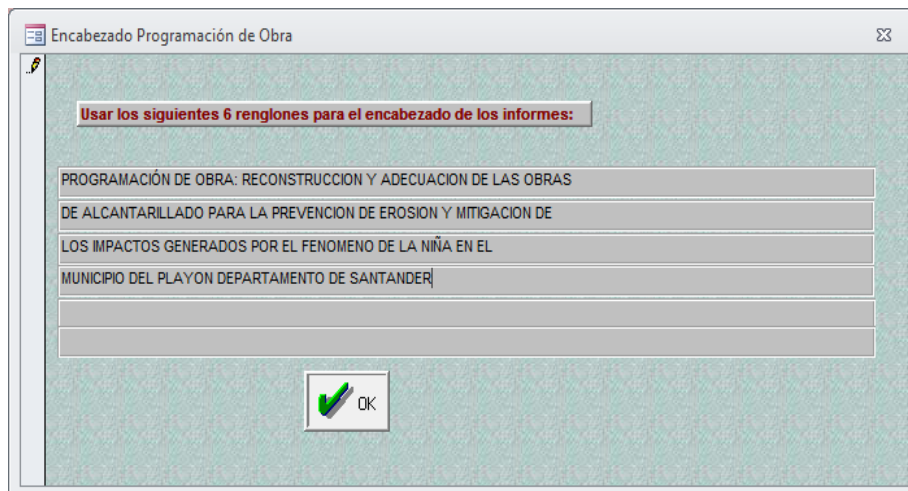 Encabezado Programación de Obra
Usar los siguientes 6 renglones para el encabezado de los informes:
PROGRAMACIÓN DE OBRA: RECONSTRUCCION Y ADECUACION DE LAS OBRAS
DE ALCANTARILLADO PARA LA PREVENCION DE EROSION Y MITIGACION DE
LOS IMPACTOS GENERADOS POR EL FENOMENO DE LA NIÑA EN EL
MUNICIPIO DEL PLAYON DEPARTAMENTO DE SANTANDER
OK